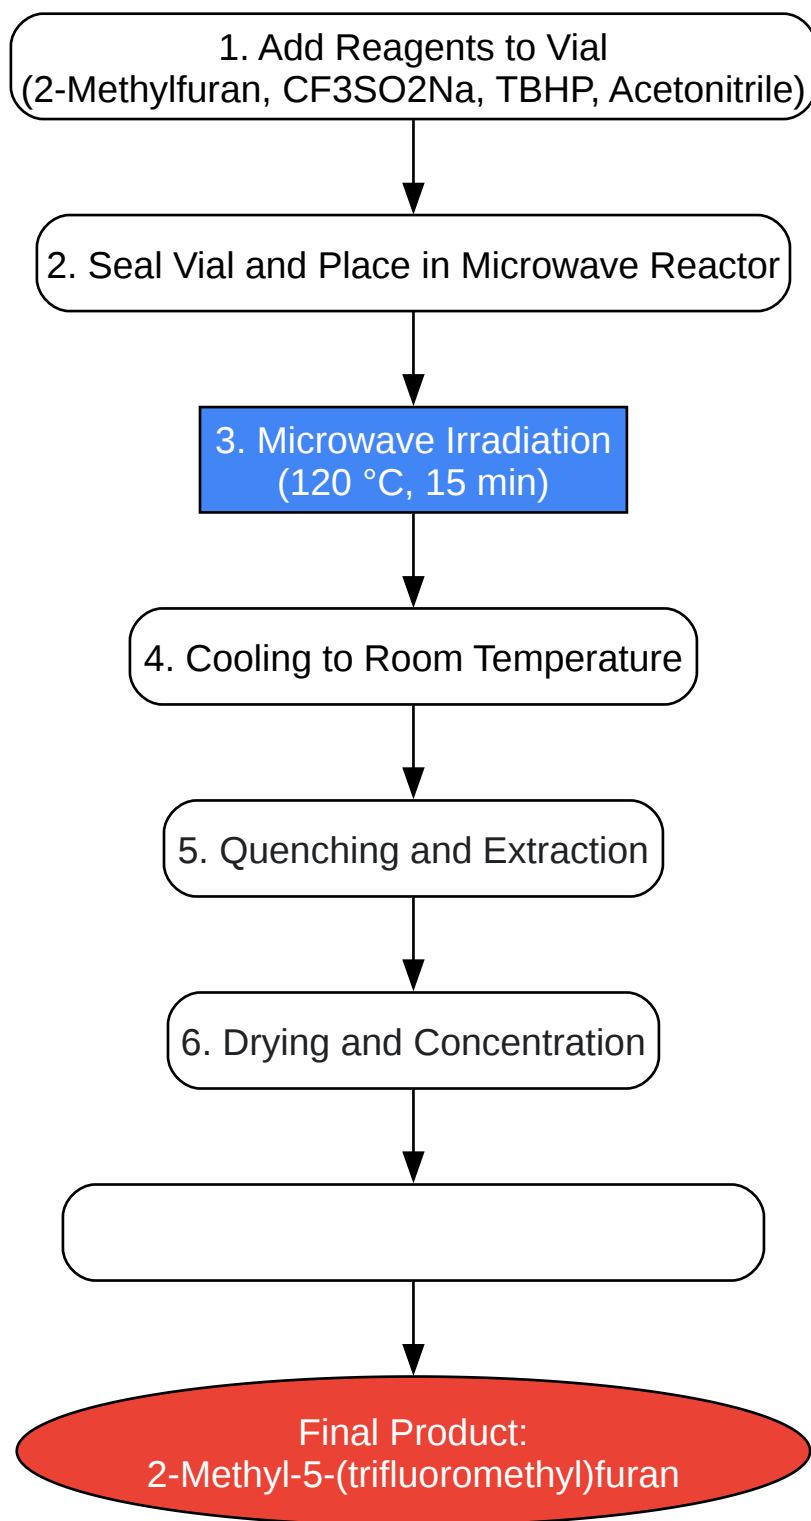 1. Add Reagents to Vial
(2-Methylfuran, CF3SO2Na, TBHP, Acetonitrile)
2. Seal Vial and Place in Microwave Reactor
3. Microwave Irradiation
(120 °C, 15 min)
4. Cooling to Room Temperature
5. Quenching and Extraction
6. Drying and Concentration
Final Product:
2-Methyl-5-(trifluoromethyl)furan